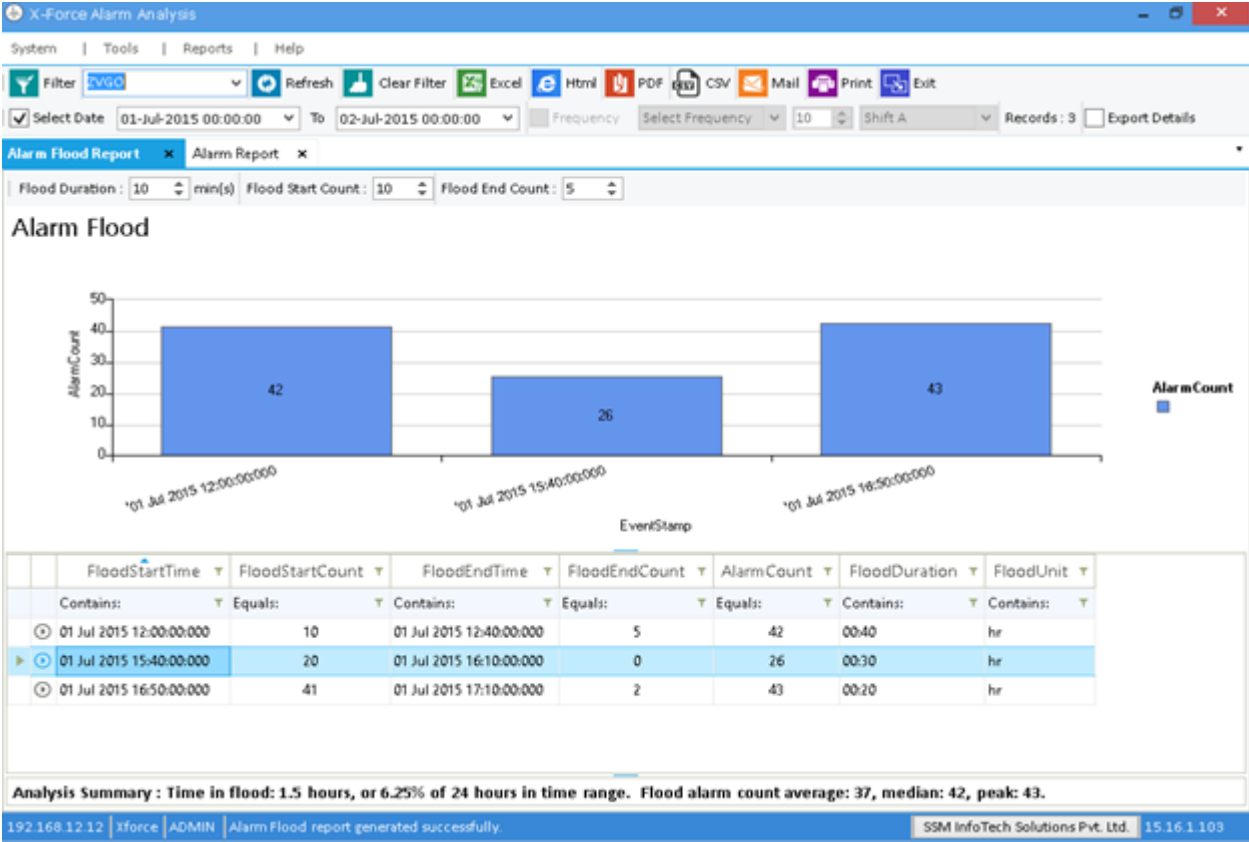 X-Force Alarm Analysis
System | Tools | Reports | Help
Filter ZVGO Refresh Clear Filter Excel Html PDF CSV Mail Print Exit
Select Date 01-Jul-2015 00:00:00 To 02-Jul-2015 00:00:00 Frequency Select Frequency 10 Shift A Records : 3 Export Details
Alarm Flood Report × Alarm Report ×
Flood Duration : 10 min(s) Flood Start Count : 10 Flood End Count : 5
Alarm Flood
50
40
30
20
10
0
AlarmCount
42
26
43
AlarmCount
'01 Jul 2015 12:00:00:000
'01 Jul 2015 15:40:00:000
'01 Jul 2015 16:50:00:000
EventStamp
FloodStartTime FloodStartCount FloodEndTime FloodEndCount AlarmCount FloodDuration FloodUnit
Contains: Equals: Contains: Equals: Equals: Contains: Contains:
01 Jul 2015 12:00:00:000 10 01 Jul 2015 12:40:00:000 5 42 00:40 hr
01 Jul 2015 15:40:00:000 20 01 Jul 2015 16:10:00:000 0 26 00:30 hr
01 Jul 2015 16:50:00:000 41 01 Jul 2015 17:10:00:000 2 43 00:20 hr
Analysis Summary : Time in flood: 1.5 hours, or 6.25% of 24 hours in time range. Flood alarm count average: 37, median: 42, peak: 43.
192.168.12.12 Xforce ADMIN Alarm Flood report generated successfully. SSM InfoTech Solutions Pvt. Ltd. 15.16.1.103